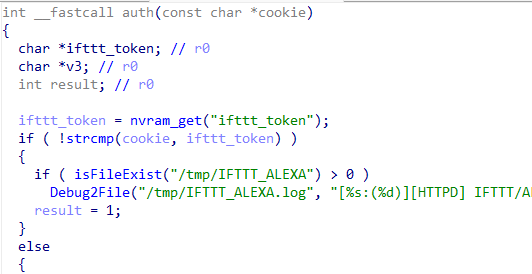 int __fastcall auth(const char *cookie)
{
  char *ifttt_token; // r0
  char *v3; // r0
  int result; // r0

  ifttt_token = nvram_get("ifttt_token");
  if ( !strcmp(cookie, ifttt_token) )
  {
    if ( isFileExist("/tmp/IFTTT_ALEXA") > 0 )
      Debug2File("/tmp/IFTTT_ALEXA.log", "[%s:(%d)][HTTPD] IFTTT/A
    result = 1;
  }
  else
  {